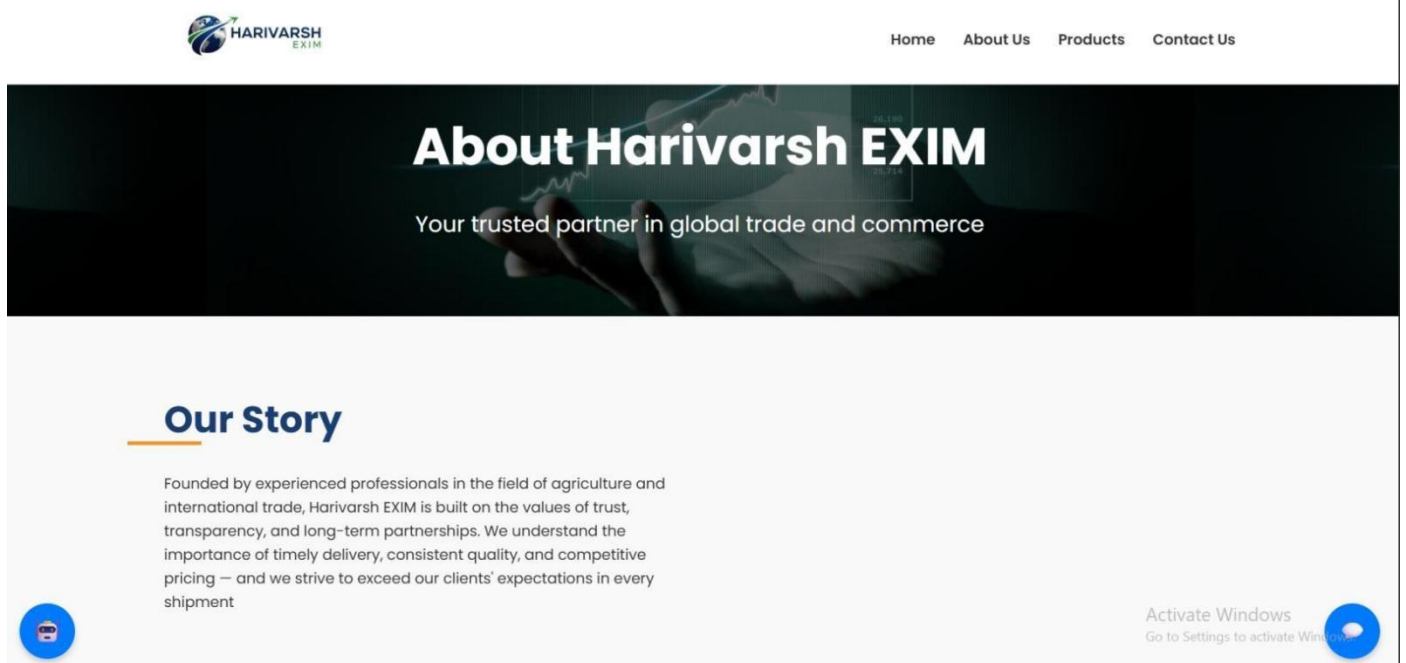 HARIVARSH
EXIM
Home About Us Products Contact Us
26,190
About Harivarsh EXIM
25,714
Your trusted partner in global trade and commerce
Our Story
Founded by experienced professionals in the field of agriculture and
international trade, Harivarsh EXIM is built on the values of trust,
transparency, and long-term partnerships. We understand the
importance of timely delivery, consistent quality, and competitive
pricing — and we strive to exceed our clients' expectations in every
shipment
Activate Windows
Go to Settings to activate Windows.